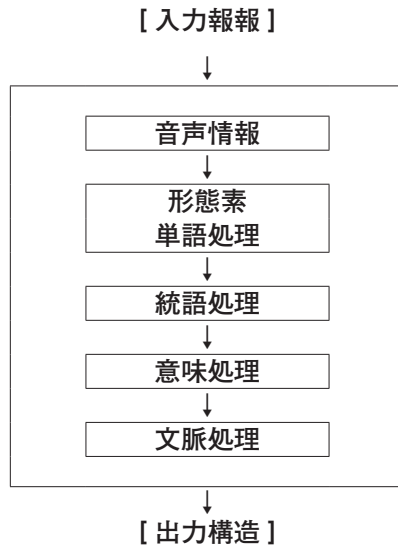 [ 入力報報 ]
音声情報
形態素
単語処理
統語処理
意味処理
文脈処理
[ 出力構造 ]